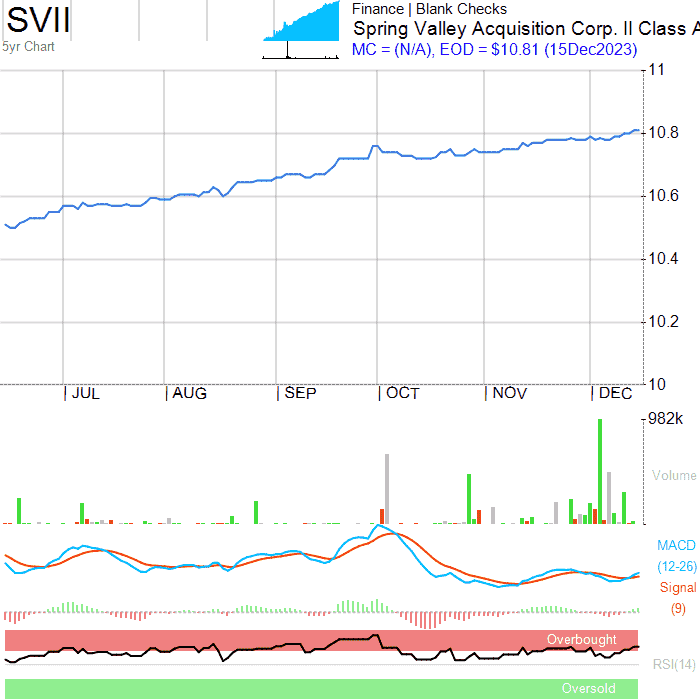 SVII
5yr Chart
Finance | Blank Checks
Spring Valley Acquisition Corp. II Class A
MC = (N/A), EOD = $10.81 (15Dec2023)
11
10.8
10.6
10.4
10.2
10
JUL AUG SEP OCT NOV DEC
982k
Volume
MACD
(12-26)
Signal
(9)
Overbought
RSI(14)
Oversold